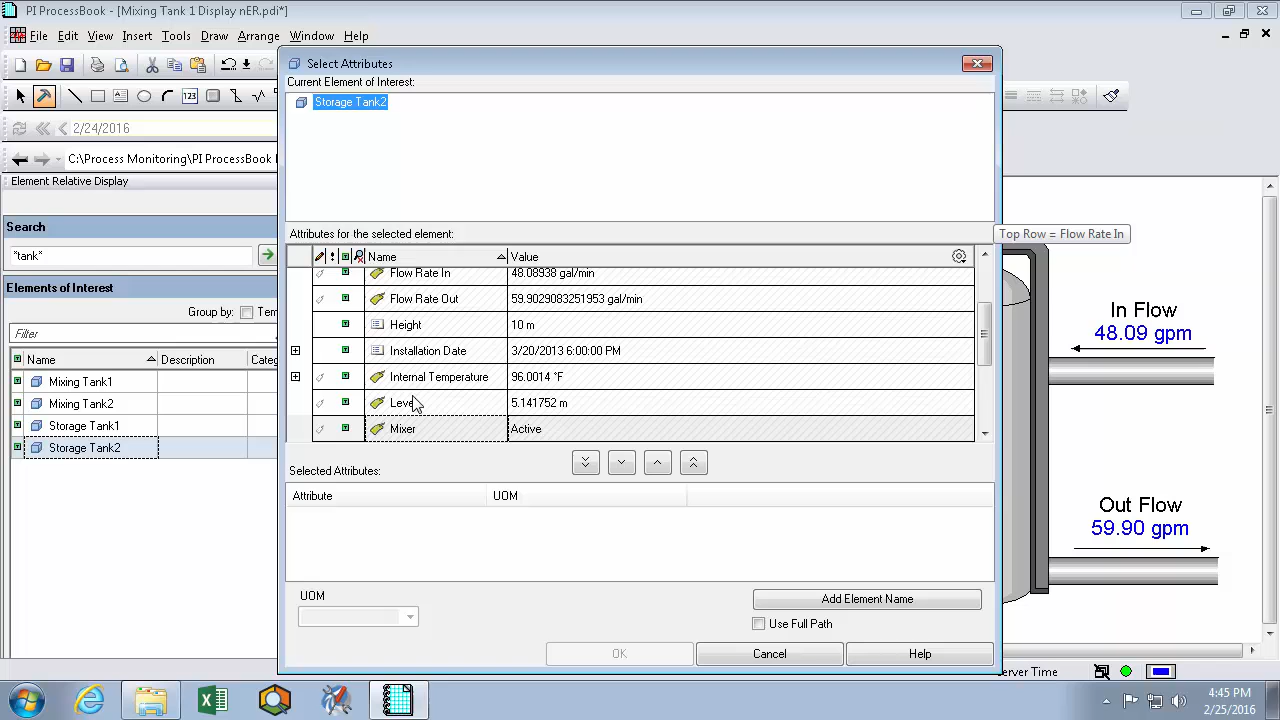 PI ProcessBook - [Mixing Tank 1 Display nER.pdi*]
File Edit View Insert Tools Draw Arrange Window Help
Select Attributes
Current Element of Interest:
Storage Tank2
123
2/24/2016
C:\Process Monitoring\PI ProcessBook
Element Relative Display
Search
*tank*
Elements of Interest
Group by: Tem
Filter
Name Description Categ
Mixing Tank1
Mixing Tank2
Storage Tank1
Storage Tank2
Attributes for the selected element:
Top Row = Flow Rate In
Name Value
Flow Rate In 48.08938 gal/min
Flow Rate Out 59.9029083251953 gal/min
Height 10 m
Installation Date 3/20/2013 6:00:00 PM
Internal Temperature 96.0014 °F
Level 5.141752 m
Mixer Active
Selected Attributes:
Attribute UOM
UOM
Add Element Name
Use Full Path
OK Cancel Help
In Flow
48.09 gpm
Out Flow
59.90 gpm
erver Time
4:45 PM
2/25/2016